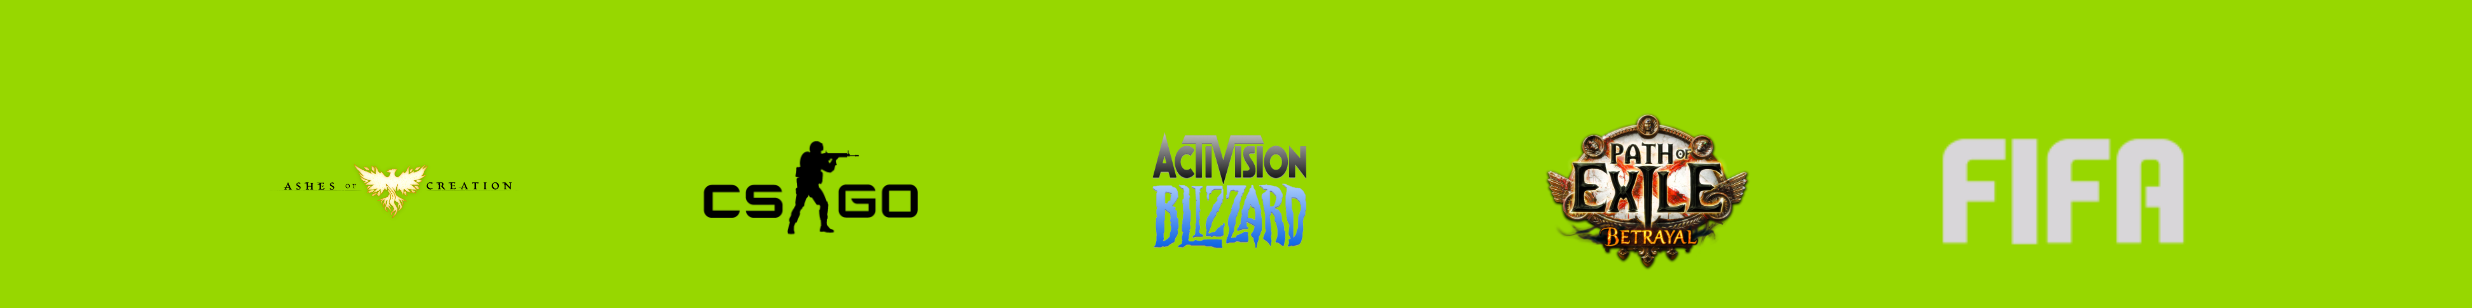 ASHES OF CREATION
CS GO
ACTIVISION
BLIZZARD
PATH OF
EXILE
BETRAYAL
FIFA